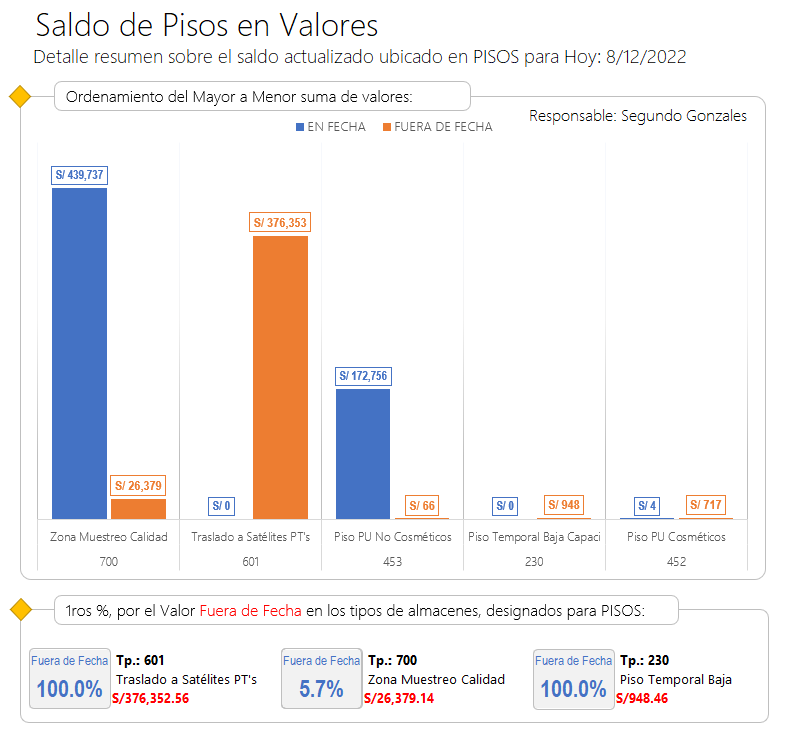 Saldo de Pisos en Valores
Detalle resumen sobre el saldo actualizado ubicado en PISOS para Hoy: 8/12/2022
Ordenamiento del Mayor a Menor suma de valores:
Responsable: Segundo Gonzales
EN FECHA FUERA DE FECHA
S/ 439,737
S/ 376,353
S/ 172,756
S/ 26,379
S/ 0
S/ 66
S/ 0
S/ 948
S/ 4
S/ 717
Zona Muestreo Calidad Traslado a Satélites PT's Piso PU No Cosméticos Piso Temporal Baja Capaci Piso PU Cosméticos
700 601 453 230 452
1ros %, por el Valor Fuera de Fecha en los tipos de almacenes, designados para PISOS:
Fuera de Fecha
100.0%
Tp.: 601
Traslado a Satélites PT's
S/376,352.56
Fuera de Fecha
5.7%
Tp.: 700
Zona Muestreo Calidad
S/26,379.14
Fuera de Fecha
100.0%
Tp.: 230
Piso Temporal Baja
S/948.46